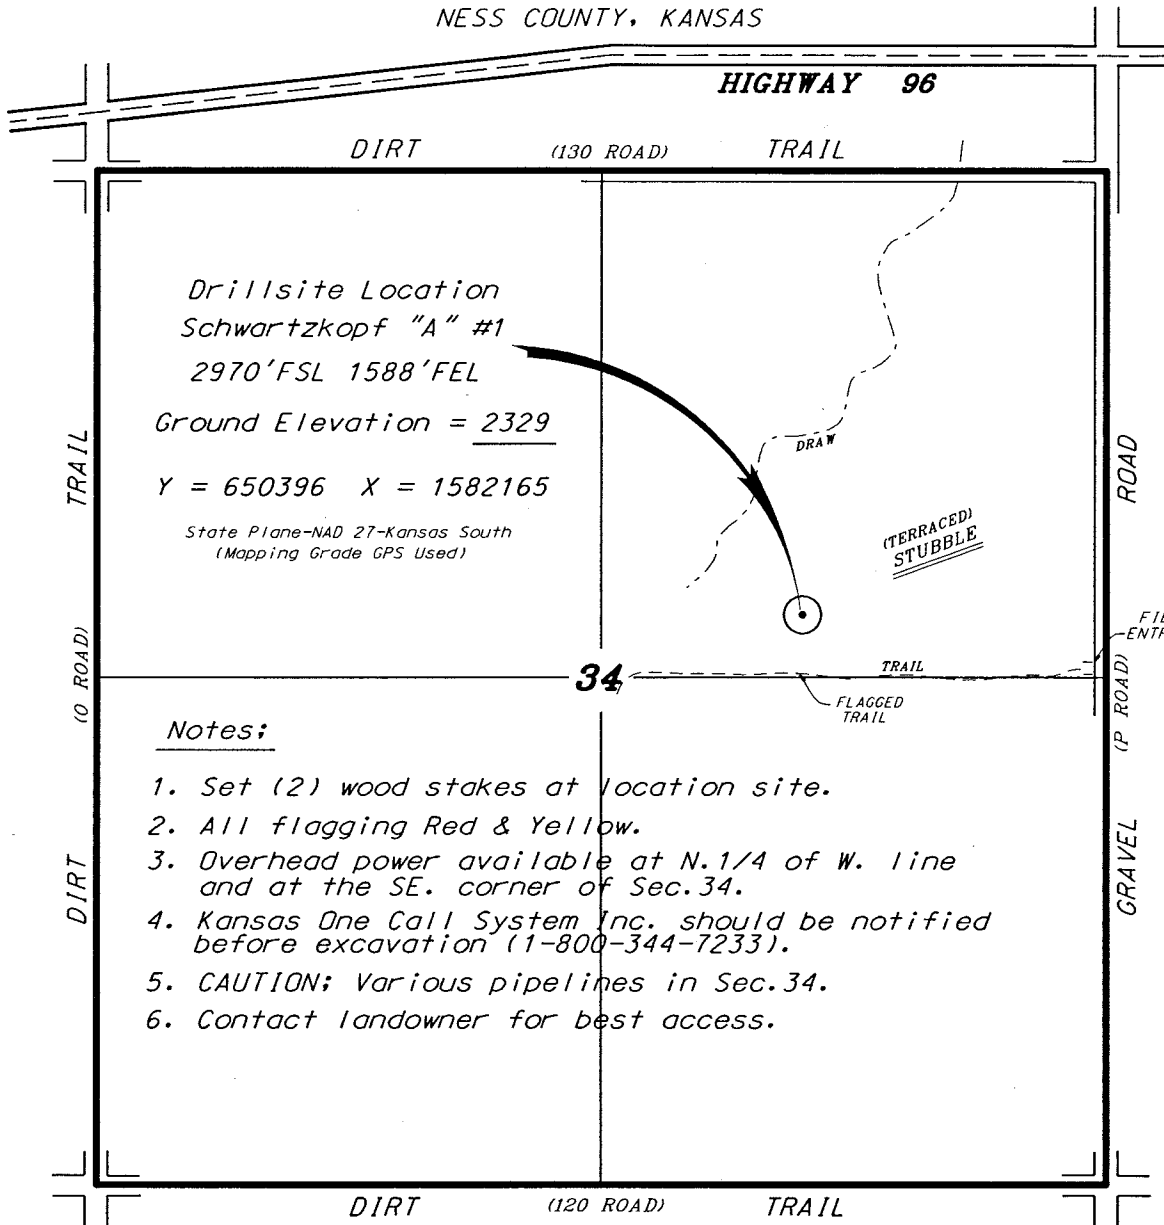 NESS COUNTY, KANSAS
HIGHWAY 96
DIRT (130 ROAD) TRAIL
Drillsite Location
Schwartzkopf "A" #1
2970'FSL 1588'FEL
Ground Elevation = 2329
Y = 650396 X = 1582165
State Plane-NAD 27-Kansas South
(Mapping Grade GPS Used)
DRAW
(TERRACED)
STUBBLE
TRAIL
(O ROAD)
DIRT
ROAD
(P ROAD)
GRAVEL
34
TRAIL
FLAGGED
TRAIL
Notes:
1. Set (2) wood stakes at location site.
2. All flagging Red & Yellow.
3. Overhead power available at N.1/4 of W. line
and at the SE. corner of Sec.34.
4. Kansas One Call System Inc. should be notified
before excavation (1-800-344-7233).
5. CAUTION: Various pipelines in Sec.34.
6. Contact landowner for best access.
DIRT (120 ROAD) TRAIL